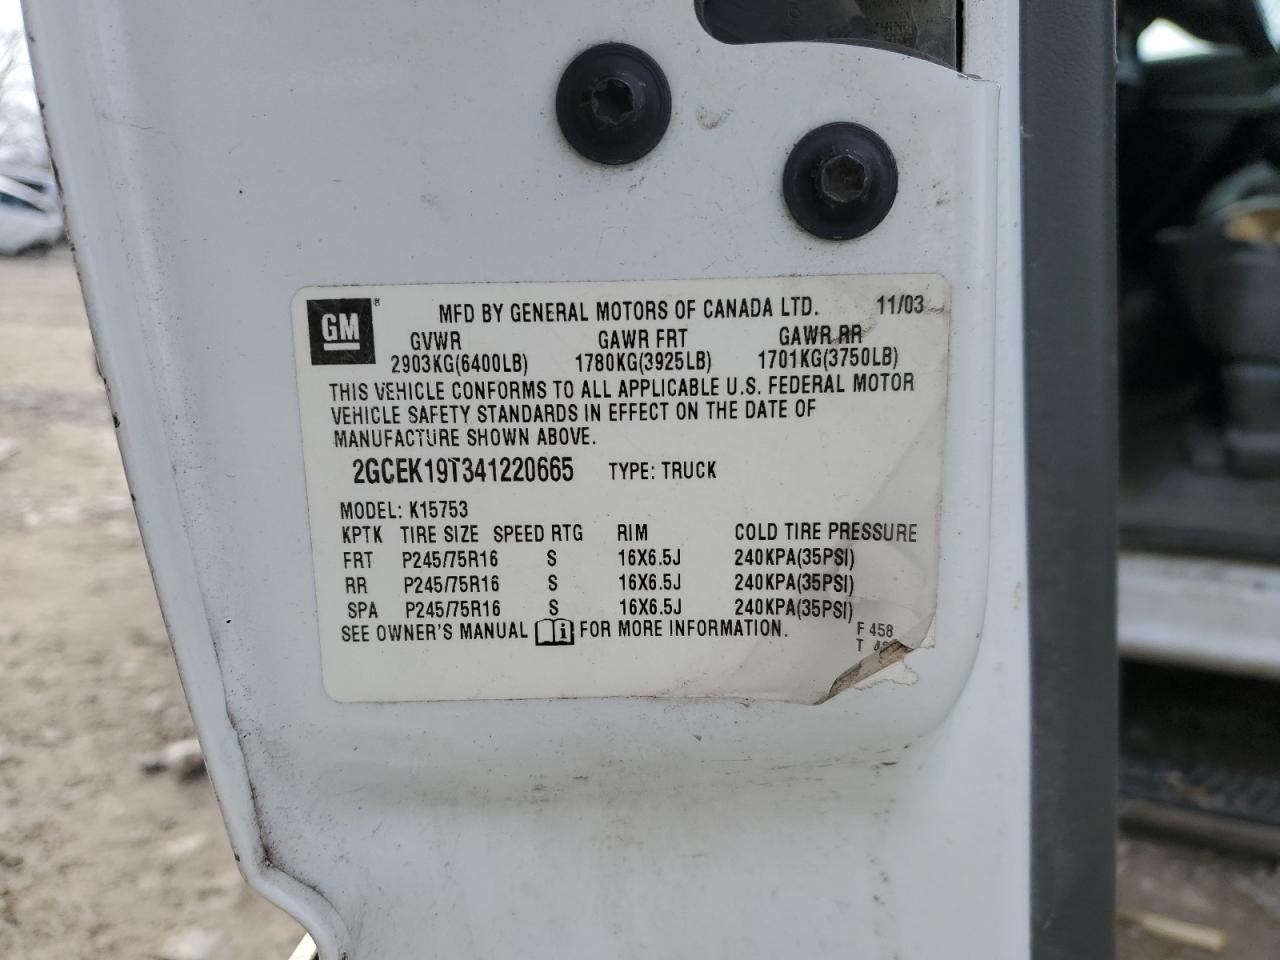 GM
MFD BY GENERAL MOTORS OF CANADA LTD. 11/03
GVWR GAWR FRT GAWR RR
2903KG(6400LB) 1780KG(3925LB) 1701KG(3750LB)
THIS VEHICLE CONFORMS TO ALL APPLICABLE U.S. FEDERAL MOTOR
VEHICLE SAFETY STANDARDS IN EFFECT ON THE DATE OF
MANUFACTURE SHOWN ABOVE.
2GCEK19T341220665 TYPE: TRUCK
MODEL: K15753
KPTK TIRE SIZE SPEED RTG RIM COLD TIRE PRESSURE
FRT P245/75R16 S 16X6.5J 240KPA(35PSI)
RR P245/75R16 S 16X6.5J 240KPA(35PSI)
SPA P245/75R16 S 16X6.5J 240KPA(35PSI)
SEE OWNER'S MANUAL i FOR MORE INFORMATION.
F 458
T